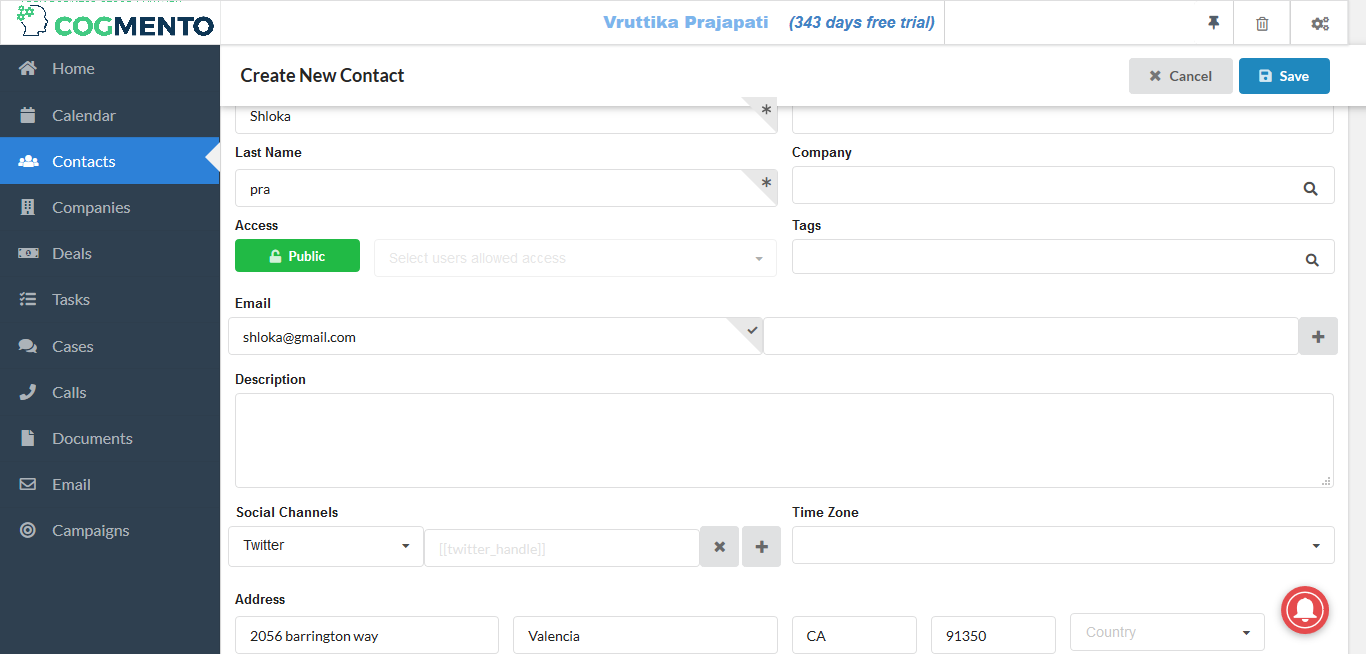 COGMENTO
Vruttika Prajapati (343 days free trial)
Create New Contact
Cancel
Save
Home
Calendar
Contacts
Companies
Deals
Tasks
Cases
Calls
Documents
Email
Campaigns
Shloka
Last Name
Company
pra
Access
Tags
Public
Select users allowed access
Email
shloka@gmail.com
Description
Social Channels
Time Zone
Twitter
[[twitter_handle]]
Address
2056 barrington way
Valencia
CA
91350
Country